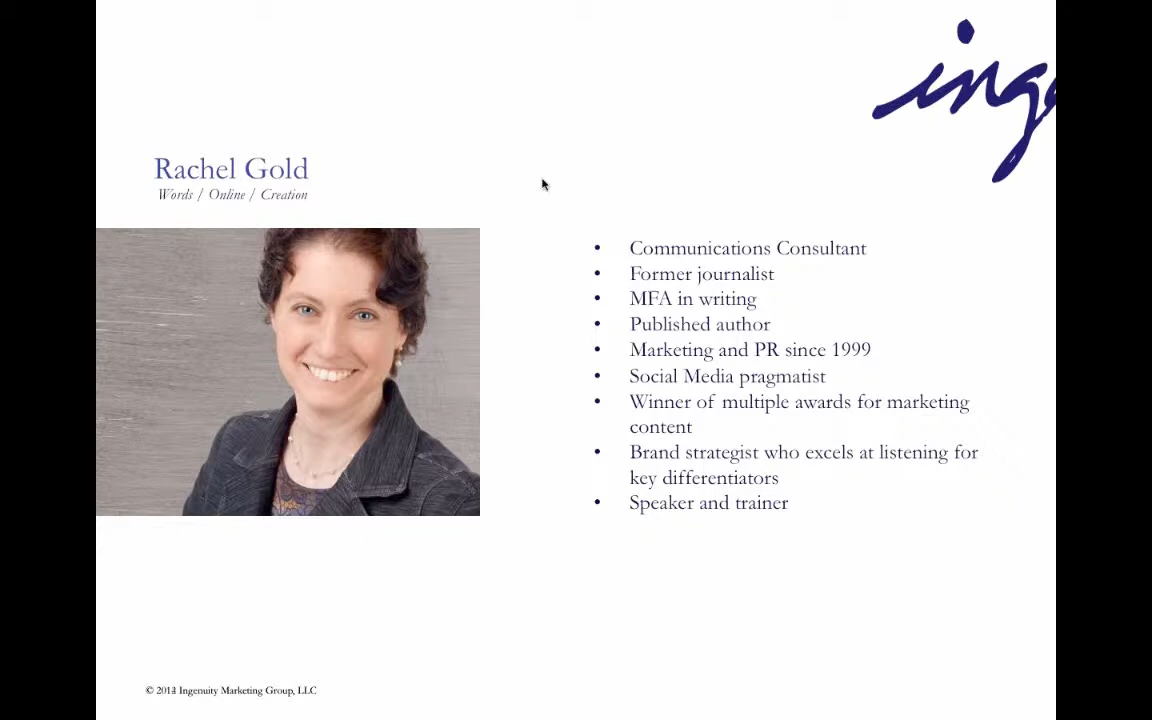 inge
Rachel Gold
Words / Online / Creation
• Communications Consultant
• Former journalist
• MFA in writing
• Published author
• Marketing and PR since 1999
• Social Media pragmatist
• Winner of multiple awards for marketing
content
• Brand strategist who excels at listening for
key differentiators
• Speaker and trainer
© Ingenuity Marketing Group, LLC